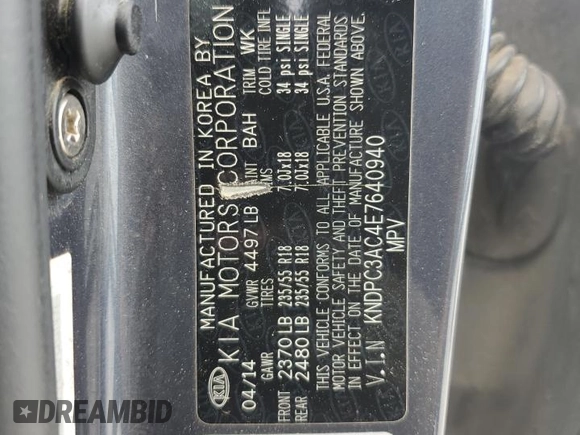 KIA MANUFACTURED IN KOREA BY
KIA MOTORS CORPORATION
04/14 GVWR 4497 LB BAH TRIM WK
GAWR TIRES COLD TIRE INFL
FRONT 2370 LB 235/55 R18 7.0Jx18 34 psi SINGLE
REAR 2480 LB 235/55 R18 7.0Jx18 34 psi SINGLE
THIS VEHICLE CONFORMS TO ALL APPLICABLE U.S.A. FEDERAL
MOTOR VEHICLE SAFETY AND THEFT PREVENTION STANDARDS
IN EFFECT ON THE DATE OF MANUFACTURE SHOWN ABOVE.
V.I.N KNDPC3AC4E7640940
MPV
DREAMBID